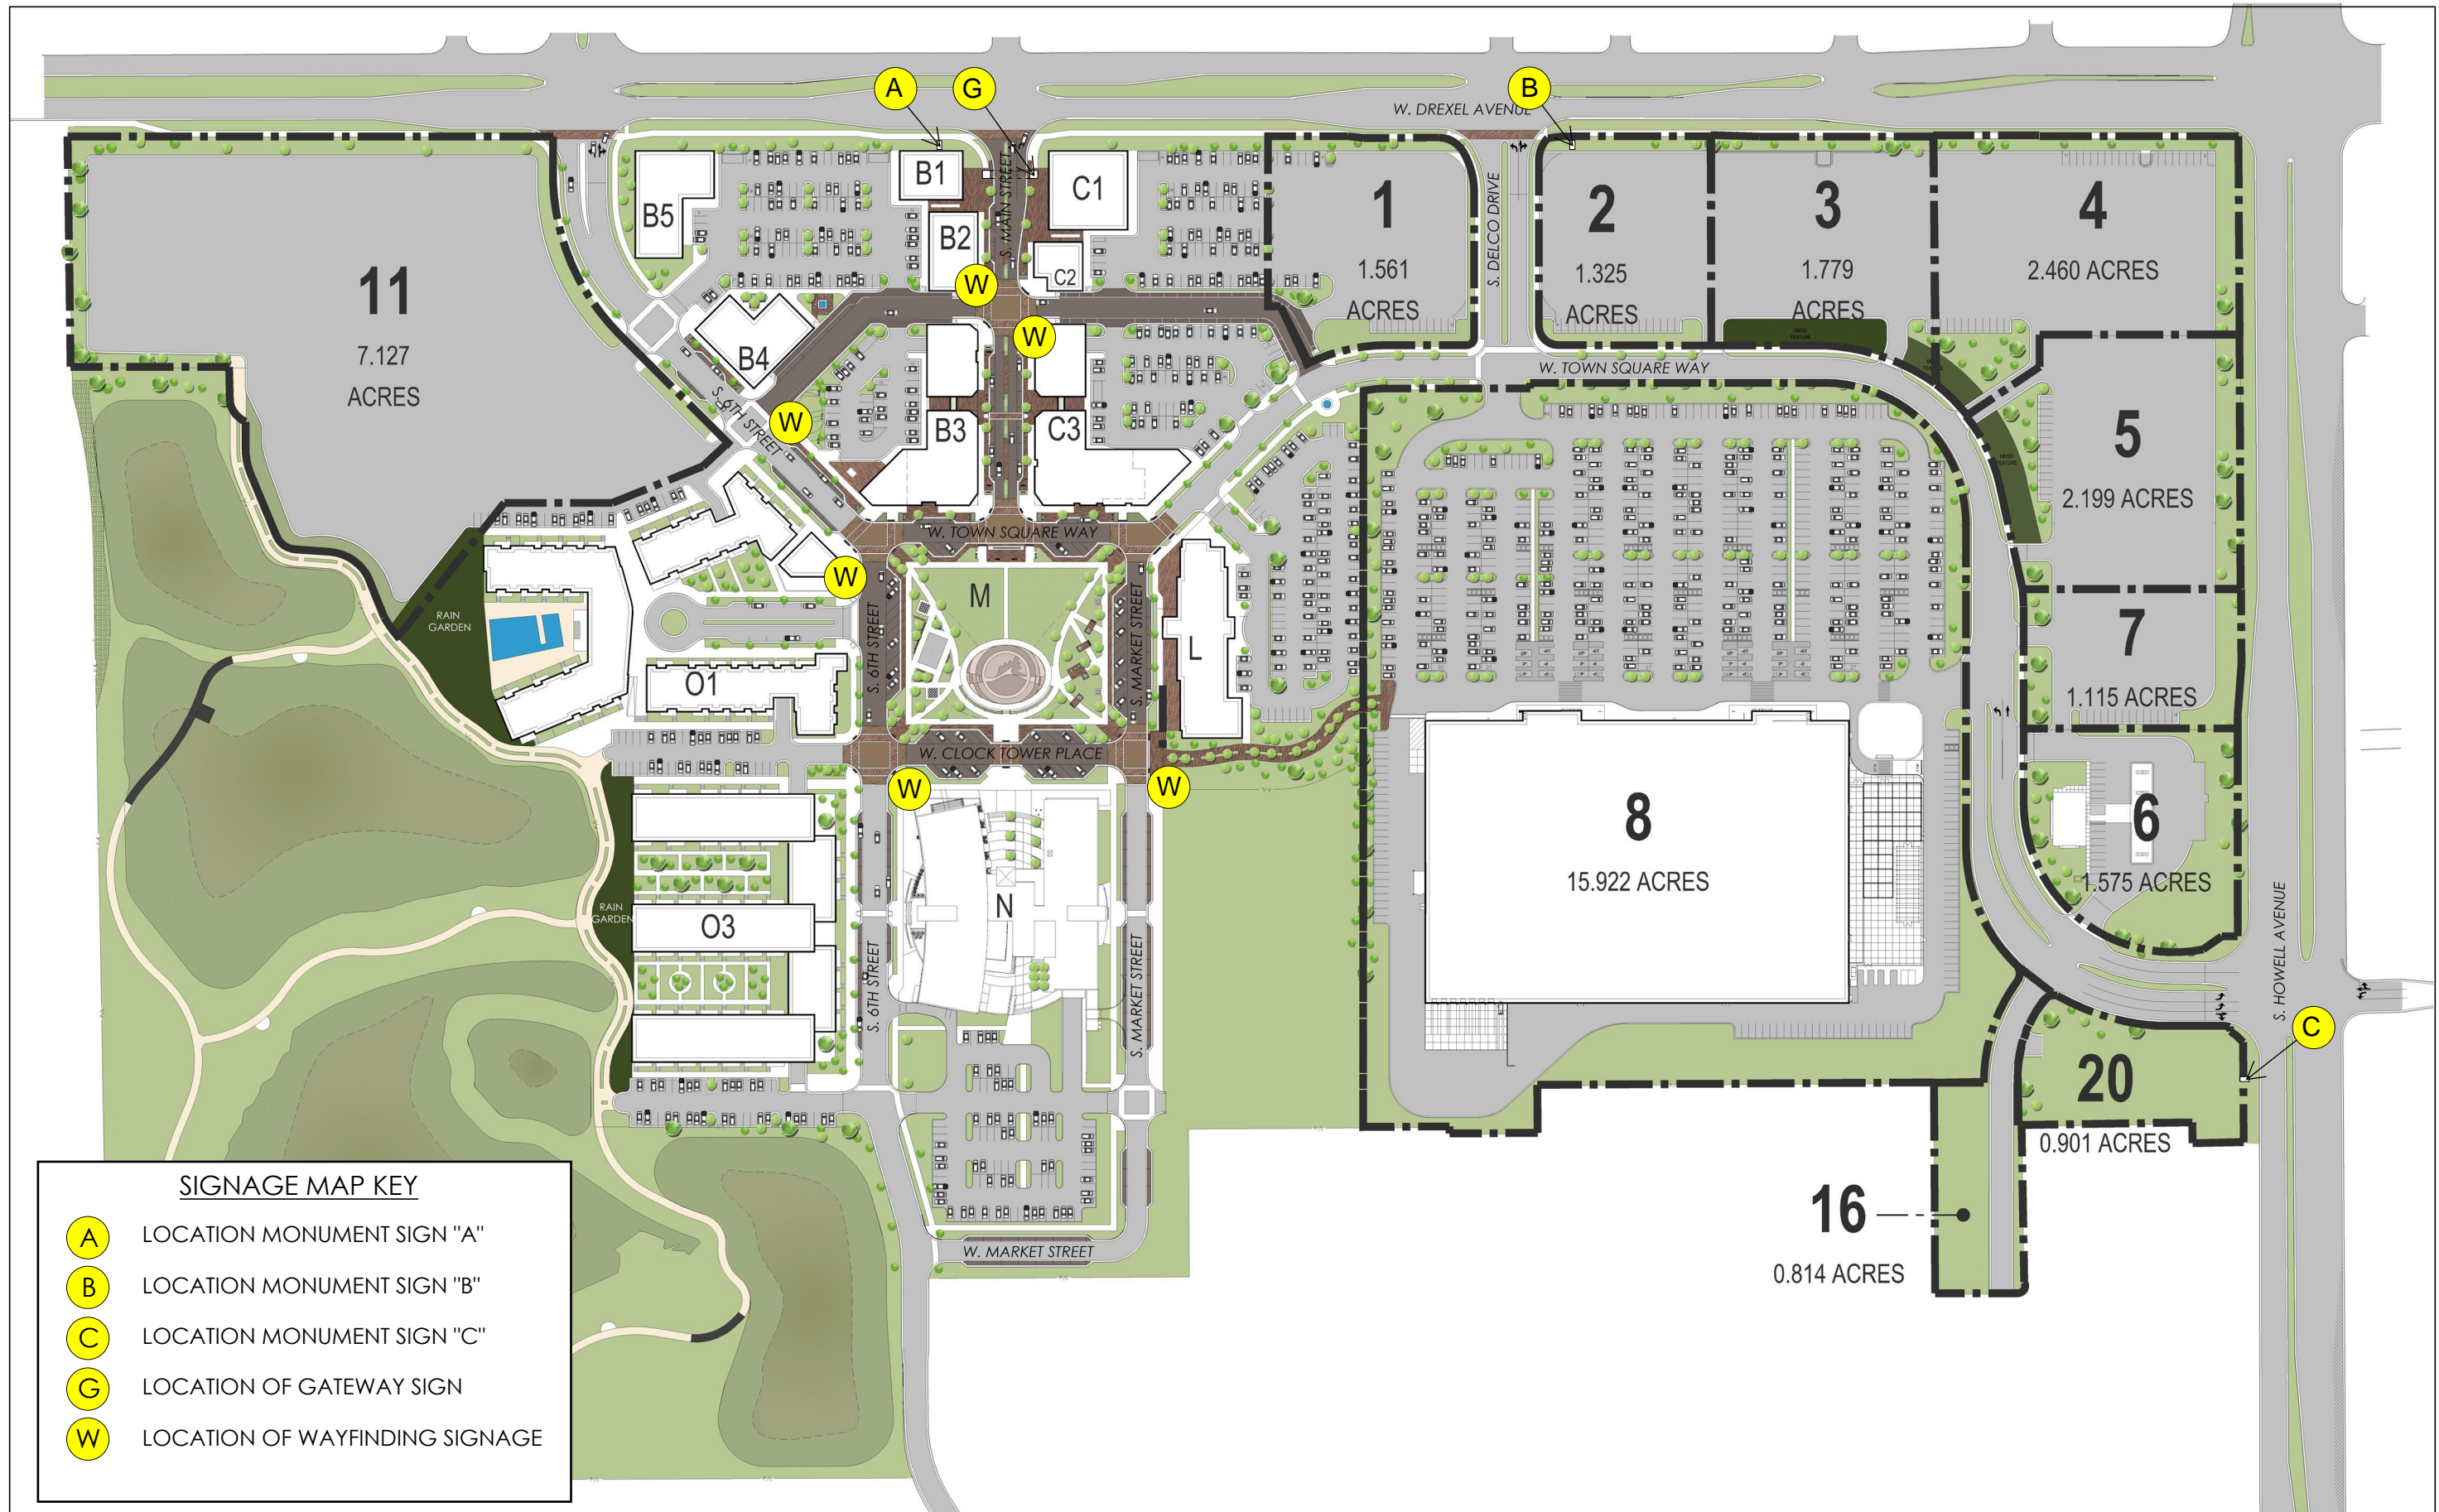 A
G
B
W. DREXEL AVENUE
B1
B5
B2
S. MAIN STREET
C1
C2
W
W
1
1.561
ACRES
S. DELCO DRIVE
2
1.325
ACRES
3
1.779
ACRES
4
2.460 ACRES
11
7.127
ACRES
B4
S. 6TH STREET
W
B3
C3
W. TOWN SQUARE WAY
5
2.199 ACRES
MMSD
FEATURE
MMSD
FEATURE
W. TOWN SQUARE WAY
W
M
S. 6TH STREET
S. MARKET STREET
L
RAIN
GARDEN
O1
7
1.115 ACRES
W. CLOCK TOWER PLACE
W
W
8
15.922 ACRES
6
1.575 ACRES
N
RAIN
GARDEN
O3
S. 6TH STREET
S. MARKET STREET
S. HOWELL AVENUE
C
20
0.901 ACRES
16
0.814 ACRES
W. MARKET STREET
SIGNAGE MAP KEY
A LOCATION MONUMENT SIGN "A"
B LOCATION MONUMENT SIGN "B"
C LOCATION MONUMENT SIGN "C"
G LOCATION OF GATEWAY SIGN
W LOCATION OF WAYFINDING SIGNAGE